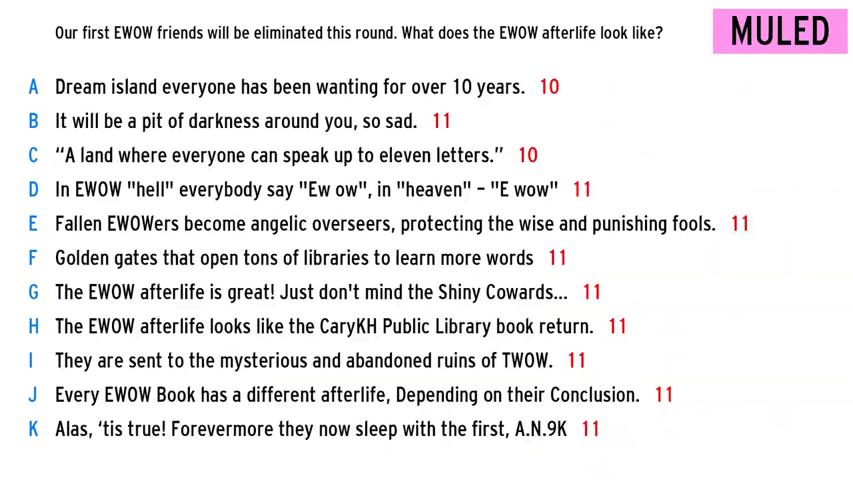 Our first EWOW friends will be eliminated this round. What does the EWOW afterlife look like?
MULED
A Dream island everyone has been wanting for over 10 years. 10
B It will be a pit of darkness around you, so sad. 11
C “A land where everyone can speak up to eleven letters.” 10
D In EWOW "hell" everybody say "Ew ow", in "heaven" – "E wow" 11
E Fallen EWOWers become angelic overseers, protecting the wise and punishing fools. 11
F Golden gates that open tons of libraries to learn more words 11
G The EWOW afterlife is great! Just don't mind the Shiny Cowards... 11
H The EWOW afterlife looks like the CaryKH Public Library book return. 11
I They are sent to the mysterious and abandoned ruins of TWOW. 11
J Every EWOW Book has a different afterlife, Depending on their Conclusion. 11
K Alas, ‘tis true! Forevermore they now sleep with the first, A.N.9K 11